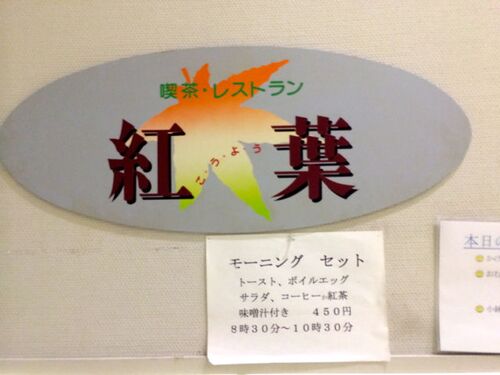 喫茶・レストラン
紅葉
こ・う・よ・う
モーニング セット
トースト、ボイルエッグ
サラダ、コーヒーor紅茶
味噌汁付き ４５０円
８時３０分～１０時３０分
本日の